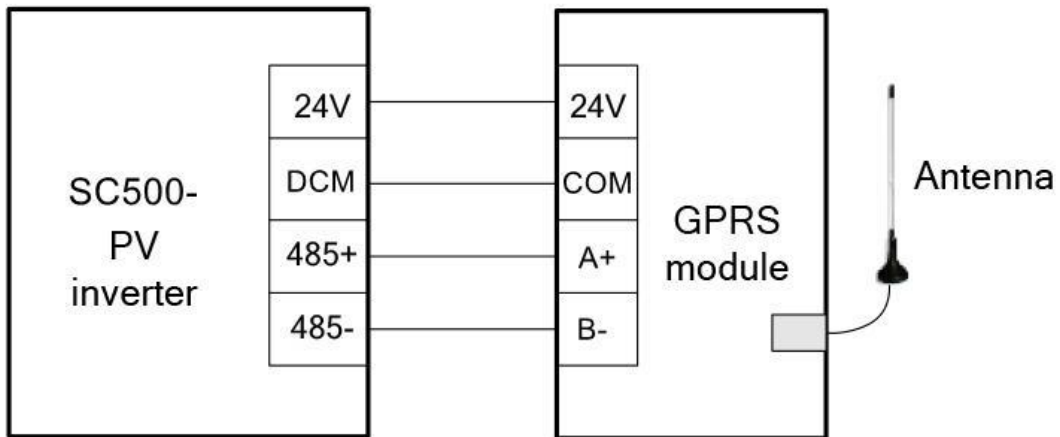 24V
DCM
485+
485-
SC500-
PV
inverter
24V
COM
A+
B-
GPRS
module
Antenna